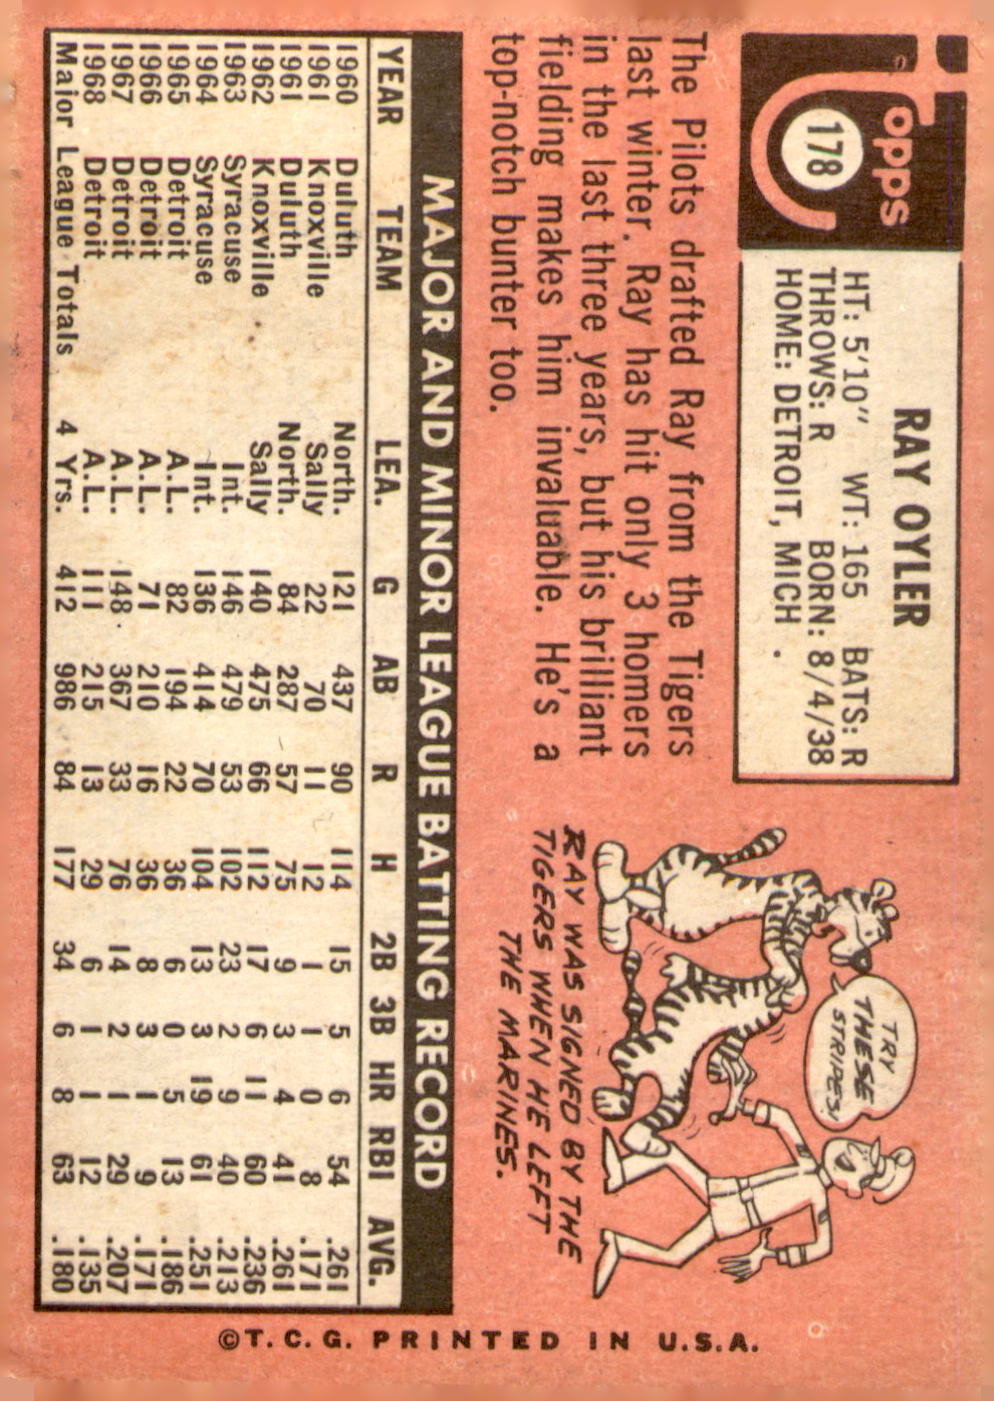 Topps
178
RAY OYLER
HT: 5'10" WT: 165 BATS: R
THROWS: R BORN: 8/4/38
HOME: DETROIT, MICH.
The Pilots drafted Ray from the Tigers
last winter. Ray has hit only 3 homers
in the last three years, but his brilliant
fielding makes him invaluable. He's a
top-notch bunter too.
TRY
THESE
STRIPES!
RAY WAS SIGNED BY THE
TIGERS WHEN HE LEFT
THE MARINES.
MAJOR AND MINOR LEAGUE BATTING RECORD
YEAR TEAM LEA. G AB R H 2B 3B HR RBI AVG.
1960 Duluth North. 121 437 90 114 15 5 6 54 .261
1961 Knoxville Sally 22 70 11 12 1 1 0 8 .171
1961 Duluth North. 84 287 57 75 9 3 4 41 .261
1962 Knoxville Sally 140 475 66 112 17 6 11 60 .236
1963 Syracuse Int. 146 479 53 102 23 2 9 40 .213
1964 Syracuse Int. 136 414 70 104 13 3 19 61 .251
1965 Detroit A.L. 82 194 22 36 6 0 5 13 .186
1966 Detroit A.L. 71 210 16 36 8 3 1 9 .171
1967 Detroit A.L. 148 367 33 76 14 2 1 29 .207
1968 Detroit A.L. 111 215 13 29 6 1 1 12 .135
Major League Totals 4 Yrs. 412 986 84 177 34 6 8 63 .180
©T.C.G. PRINTED IN U.S.A.